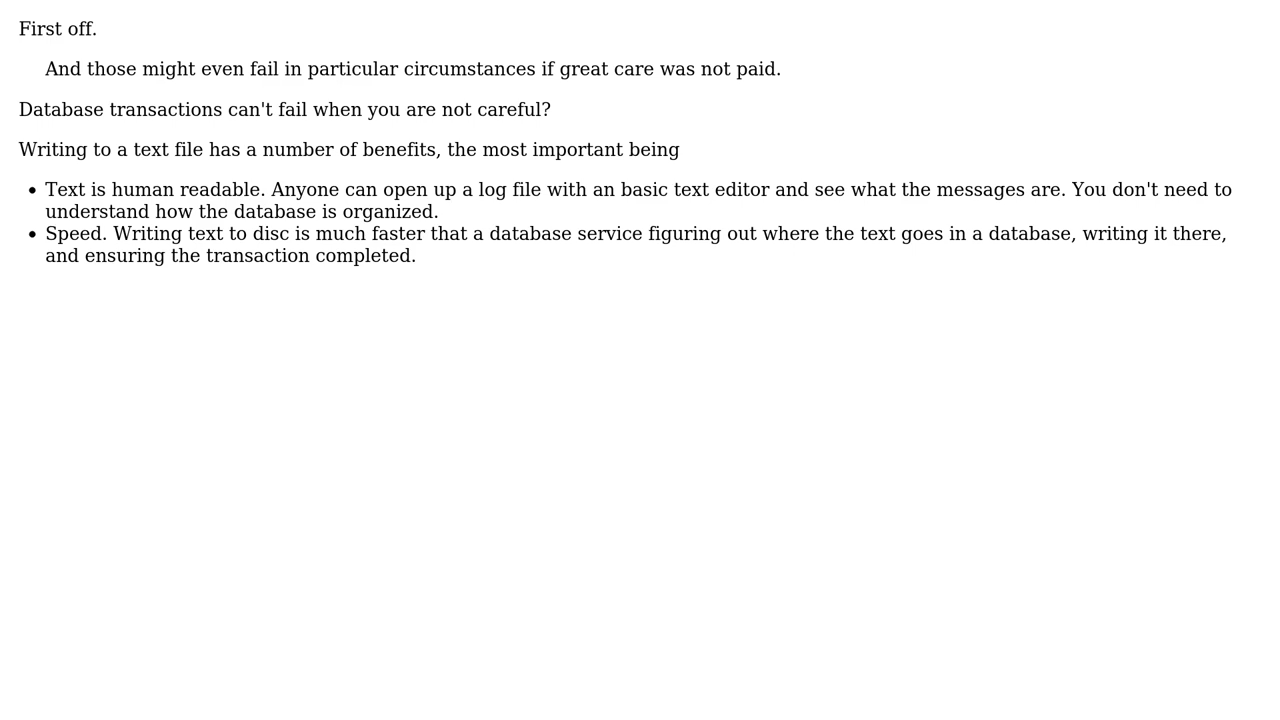 First off.
And those might even fail in particular circumstances if great care was not paid.
Database transactions can't fail when you are not careful?
Writing to a text file has a number of benefits, the most important being
• Text is human readable. Anyone can open up a log file with an basic text editor and see what the messages are. You don't need to
understand how the database is organized.
• Speed. Writing text to disc is much faster that a database service figuring out where the text goes in a database, writing it there,
and ensuring the transaction completed.